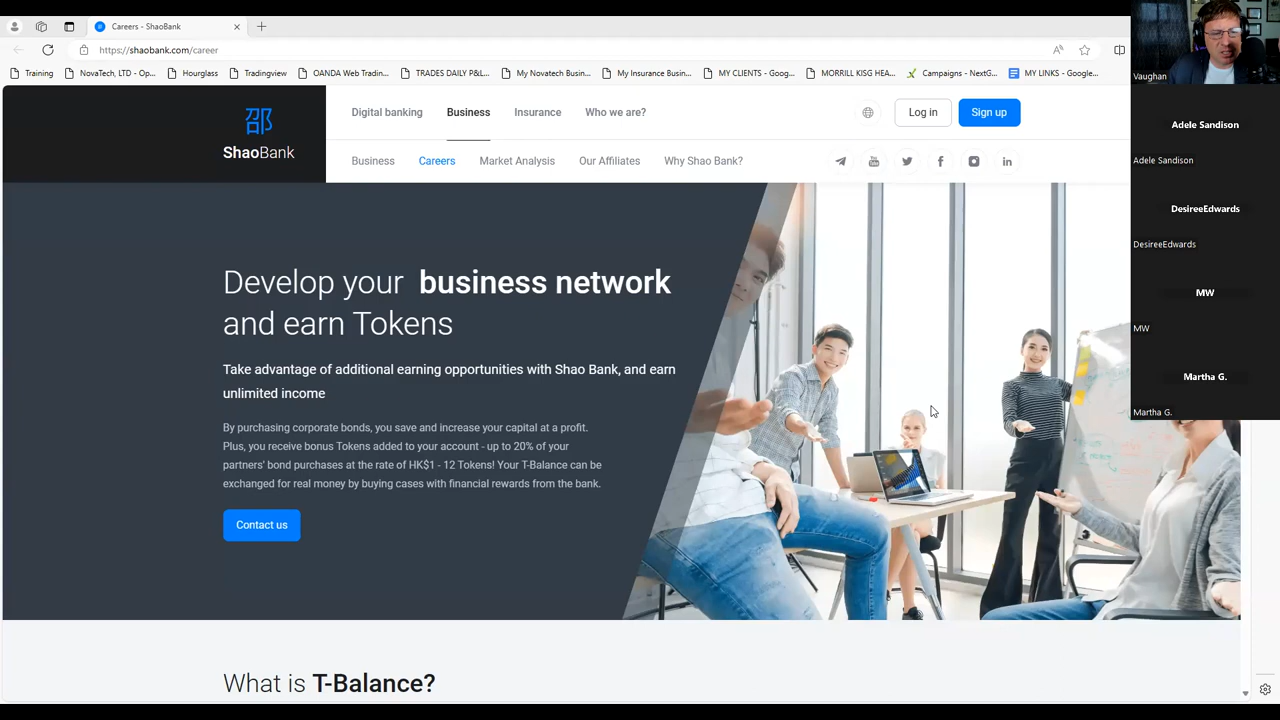 Careers - ShaoBank
https://shaobank.com/career
Training
NovaTech, LTD - Op...
Hourglass
Tradingview
OANDA Web Tradin...
TRADES DAILY P&L...
My Novatech Busin...
My Insurance Busin...
MY CLIENTS - Goog...
MORRILL KISG HEA...
Campaigns - NextG...
MY LINKS - Google...
邵
ShaoBank
Digital banking
Business
Insurance
Who we are?
Log in
Sign up
Business
Careers
Market Analysis
Our Affiliates
Why Shao Bank?
Develop your business network
and earn Tokens
Take advantage of additional earning opportunities with Shao Bank, and earn
unlimited income
By purchasing corporate bonds, you save and increase your capital at a profit.
Plus, you receive bonus Tokens added to your account - up to 20% of your
partners' bond purchases at the rate of HK$1 - 12 Tokens! Your T-Balance can be
exchanged for real money by buying cases with financial rewards from the bank.
Contact us
What is T-Balance?
Vaughan
Adele Sandison
Adele Sandison
DesireeEdwards
DesireeEdwards
MW
MW
Martha G.
Martha G.